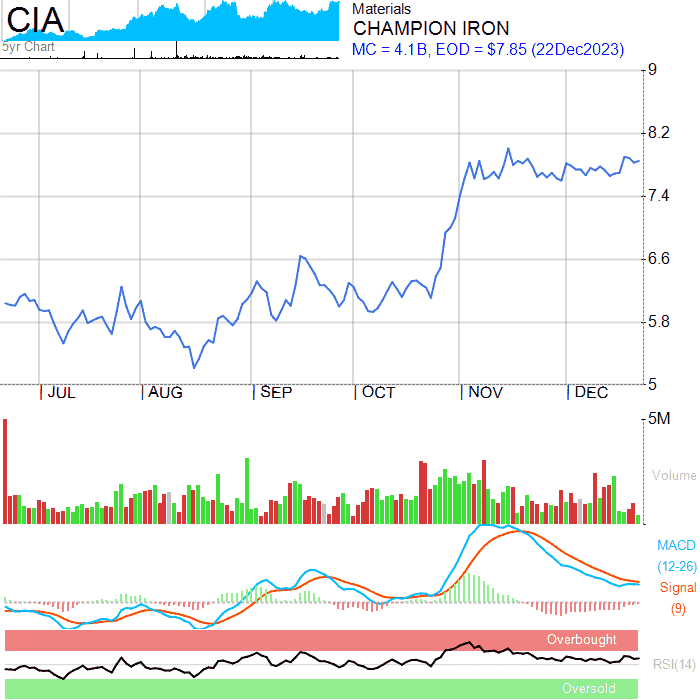 CIA
5yr Chart
Materials
CHAMPION IRON
MC = 4.1B, EOD = $7.85 (22Dec2023)
9
8.2
7.4
6.6
5.8
5
JUL AUG SEP OCT NOV DEC
5M
Volume
MACD
(12-26)
Signal
(9)
Overbought
RSI(14)
Oversold